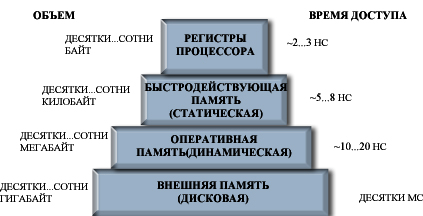 ОБЪЕМ ВРЕМЯ ДОСТУПА
ДЕСЯТКИ...СОТНИ
БАЙТ
РЕГИСТРЫ
ПРОЦЕССОРА
~2...3 НС
ДЕСЯТКИ...СОТНИ
КИЛОБАЙТ
БЫСТРОДЕЙСТВУЮЩАЯ
ПАМЯТЬ
(СТАТИЧЕСКАЯ)
~5...8 НС
ДЕСЯТКИ...СОТНИ
МЕГАБАЙТ
ОПЕРАТИВНАЯ
ПАМЯТЬ(ДИНАМИЧЕСКАЯ)
~10...20 НС
ДЕСЯТКИ...СОТНИ
ГИГАБАЙТ
ВНЕШНЯЯ ПАМЯТЬ
(ДИСКОВАЯ)
ДЕСЯТКИ МС